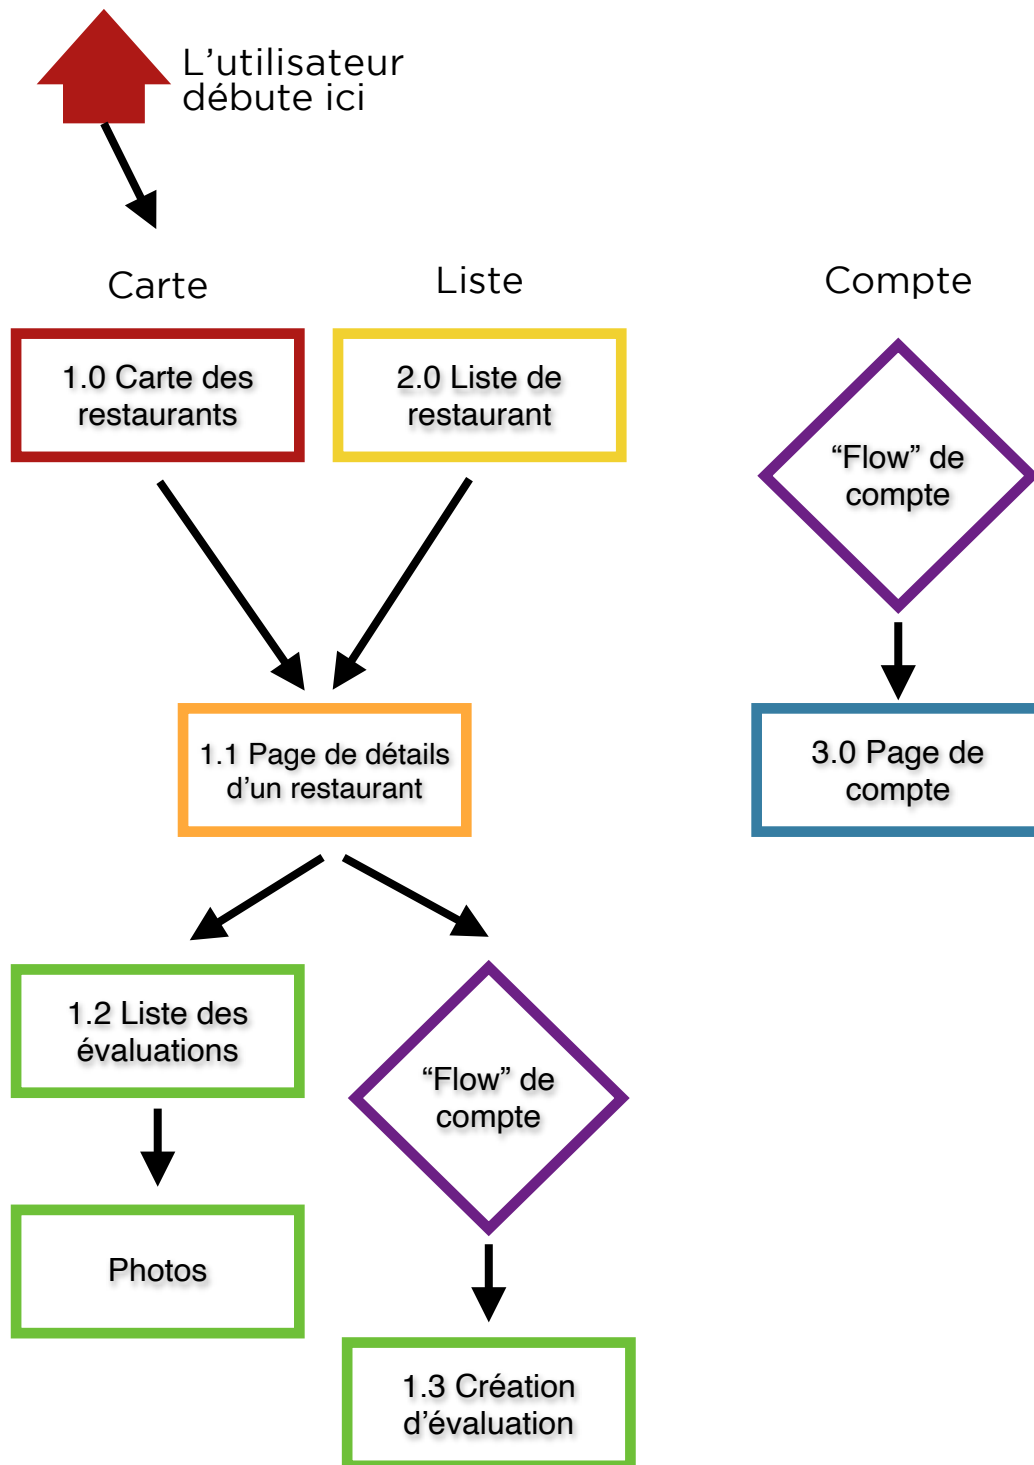 L’utilisateur
débute ici
Carte
Liste
Compte
1.0 Carte des
restaurants
2.0 Liste de
restaurant
“Flow” de
compte
1.1 Page de détails
d’un restaurant
3.0 Page de
compte
1.2 Liste des
évaluations
“Flow” de
compte
Photos
1.3 Création
d’évaluation